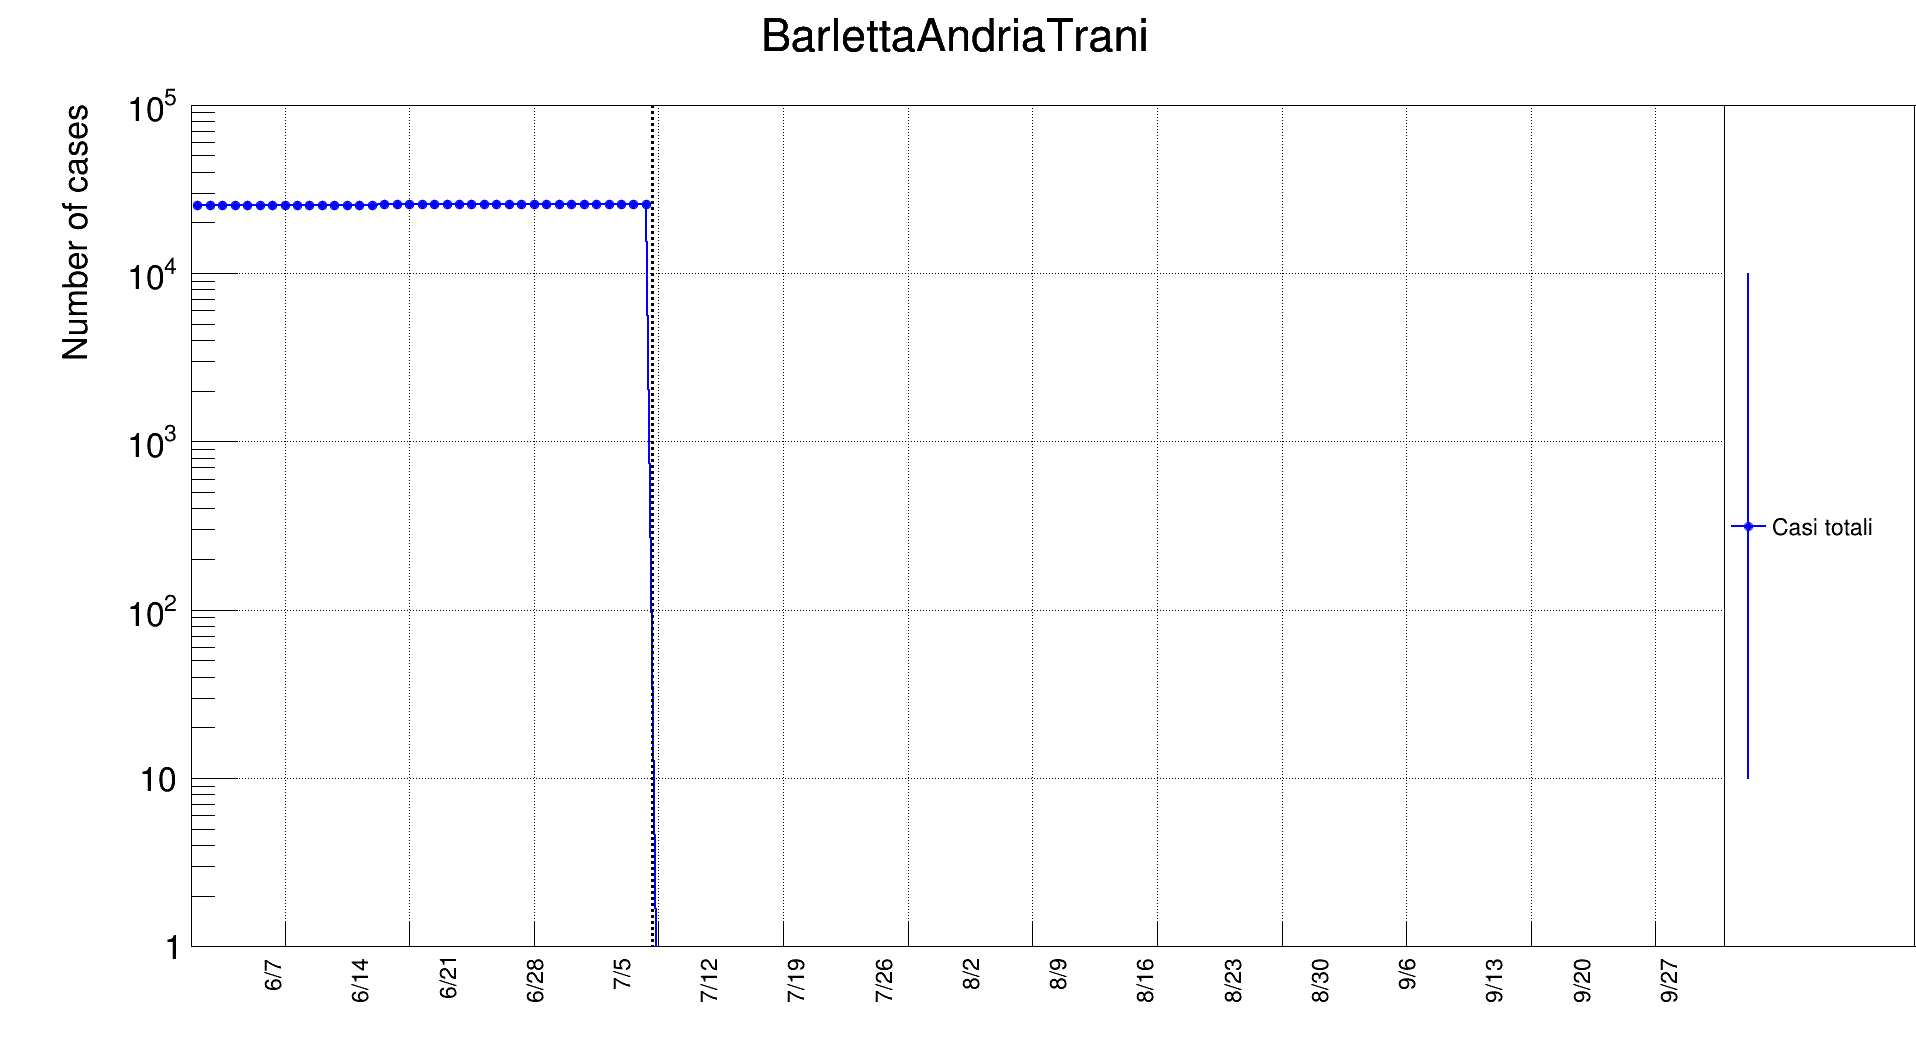 BarlettaAndriaTrani
Number of cases
10^5
10^4
10^3
10^2
10
1
6/7 6/14 6/21 6/28 7/5 7/12 7/19 7/26 8/2 8/9 8/16 8/23 8/30 9/6 9/13 9/20 9/27
Casi totali